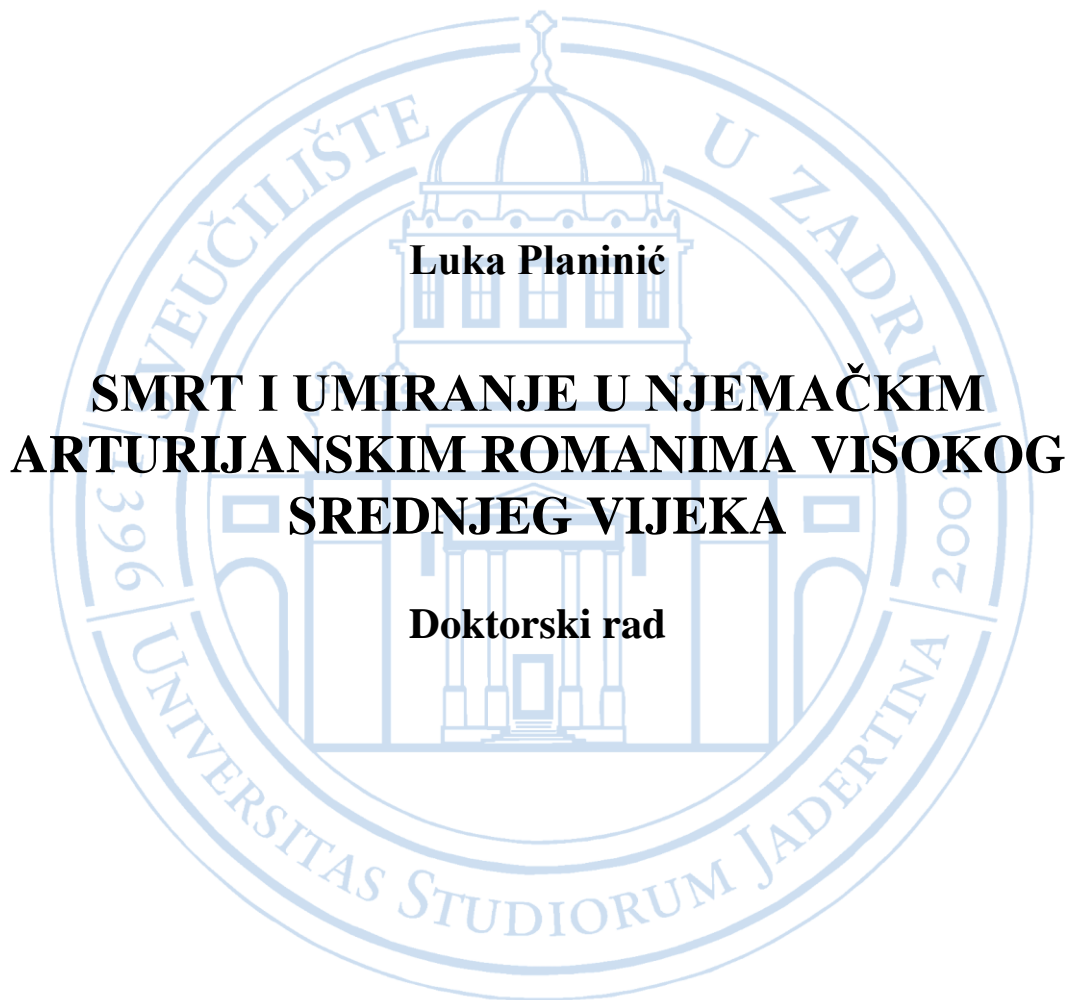 SVEUČILIŠTE U ZADRU
Luka Planinić
SMRT I UMIRANJE U NJEMAČKIM
ARTURIJANSKIM ROMANIMA VISOKOG
SREDNJEG VIJEKA
Doktorski rad
1396
2002
UNIVERSITAS STUDIORUM JADERTINA